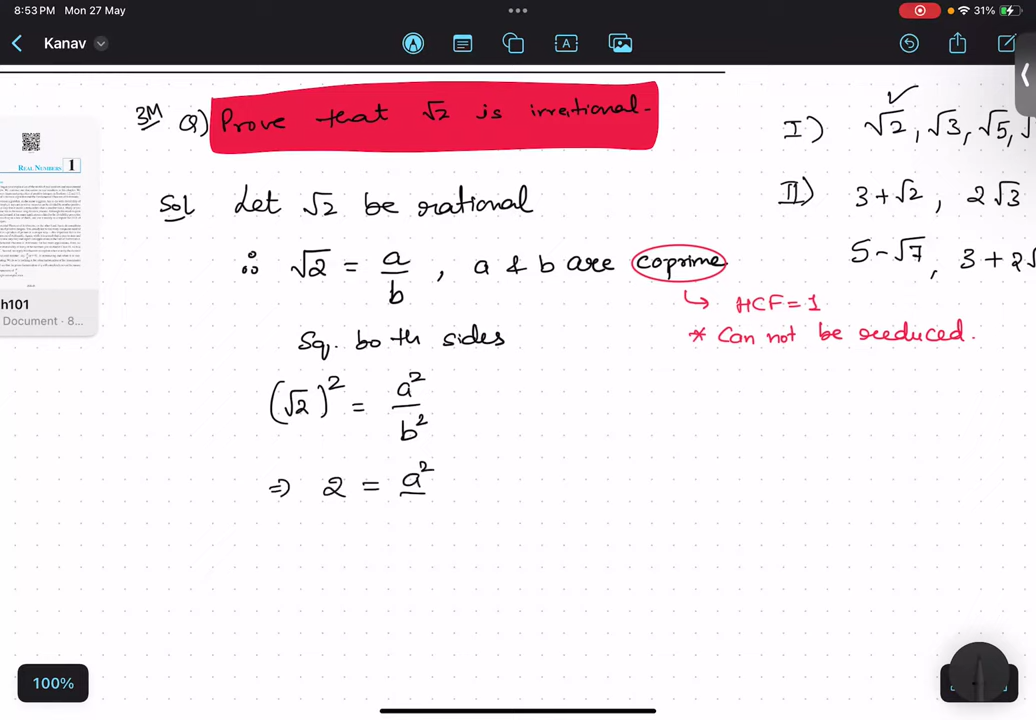 8:53 PM Mon 27 May
31%
Kanav
3M Q) Prove that √2 is irrational.
I) √2, √3, √5,
REAL NUMBERS 1
II) 3 + √2, 2√3
Sol Let √2 be rational
∴ √2 = a/b, a & b are coprime
5 - √7, 3 + 2√
↳ HCF = 1
h101
Document - 8...
* Can not be reduced.
Sq. both sides
(√2)² = a²/b²
⇒ 2 = a²
100%